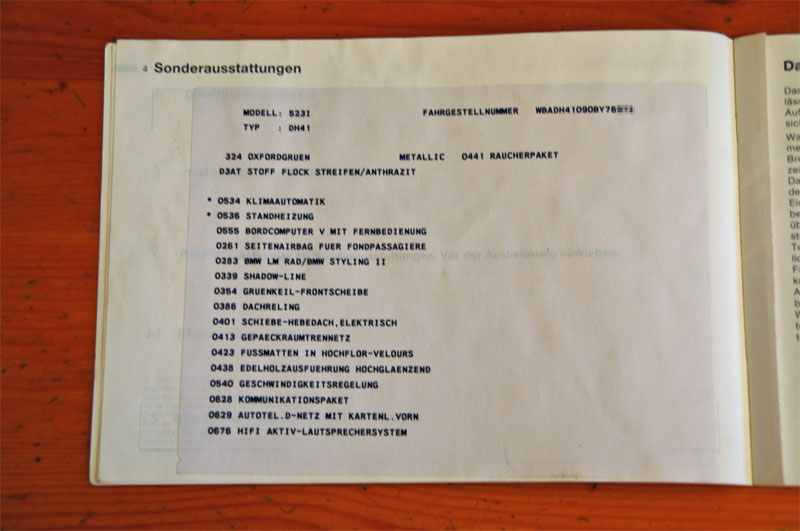 4 Sonderausstattungen
MODELL: 523I FAHRGESTELLNUMMER
TYP : DH41
324 OXFORDGRUEN METALLIC 0441 RAUCHERPAKET
D3AT STOFF FLOCK STREIFEN/ANTHRAZIT
* 0534 KLIMAAUTOMATIK
* 0536 STANDHEIZUNG
0555 BORDCOMPUTER V MIT FERNBEDIENUNG
0261 SEITENAIRBAG FUER FONDPASSAGIERE
0283 BMW LM RAD/BMW STYLING II
0339 SHADOW-LINE
0354 GRUENKEIL-FRONTSCHEIBE
0386 DACHRELING
0401 SCHIEBE-HEBEDACH,ELEKTRISCH
0413 GEPAECKRAUMTRENNETZ
0423 FUSSMATTEN IN HOCHFLOR-VELOURS
0438 EDELHOLZAUSFUEHRUNG HOCHGLAENZEND
0540 GESCHWINDIGKEITSREGELUNG
0628 KOMMUNIKATIONSPAKET
0629 AUTOTEL.D-NETZ MIT KARTENL.VORN
0676 HIFI AKTIV-LAUTSPRECHERSYSTEM